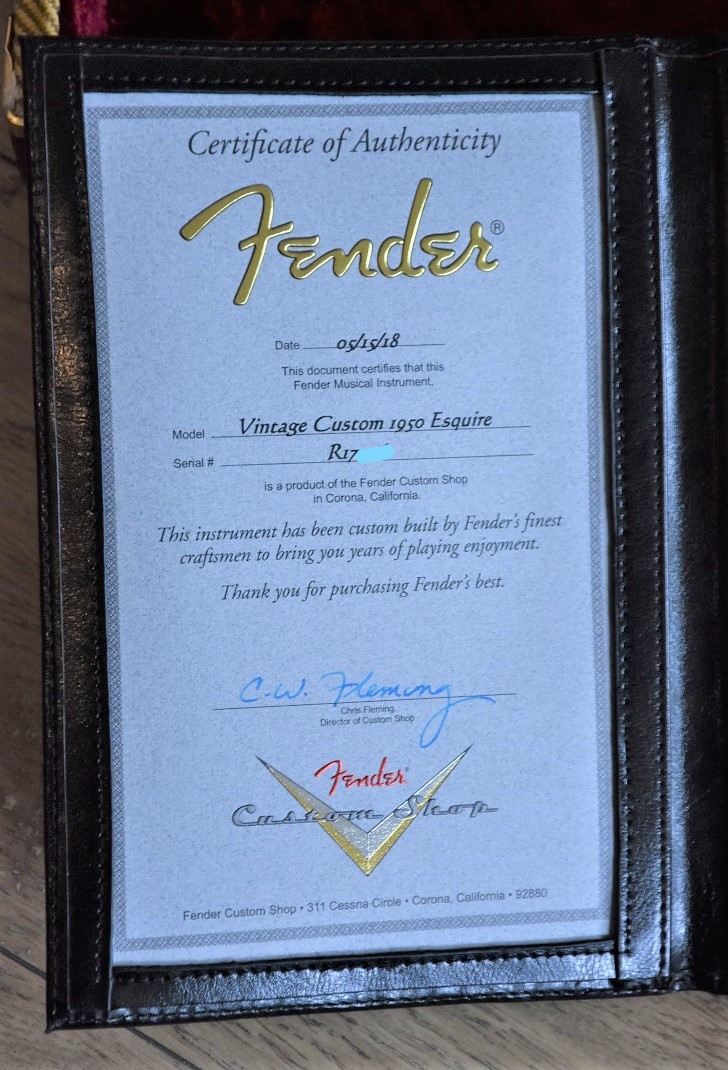 Certificate of Authenticity
Fender®
Date 05/15/18
This document certifies that this
Fender Musical Instrument,
Model Vintage Custom 1950 Esquire
Serial # R17
is a product of the Fender Custom Shop
in Corona, California.
This instrument has been custom built by Fender's finest
craftsmen to bring you years of playing enjoyment.
Thank you for purchasing Fender's best.
C.W. Fleming
Chris Fleming
Director of Custom Shop
Fender®
Custom Shop
Fender Custom Shop • 311 Cessna Circle • Corona, California • 92880